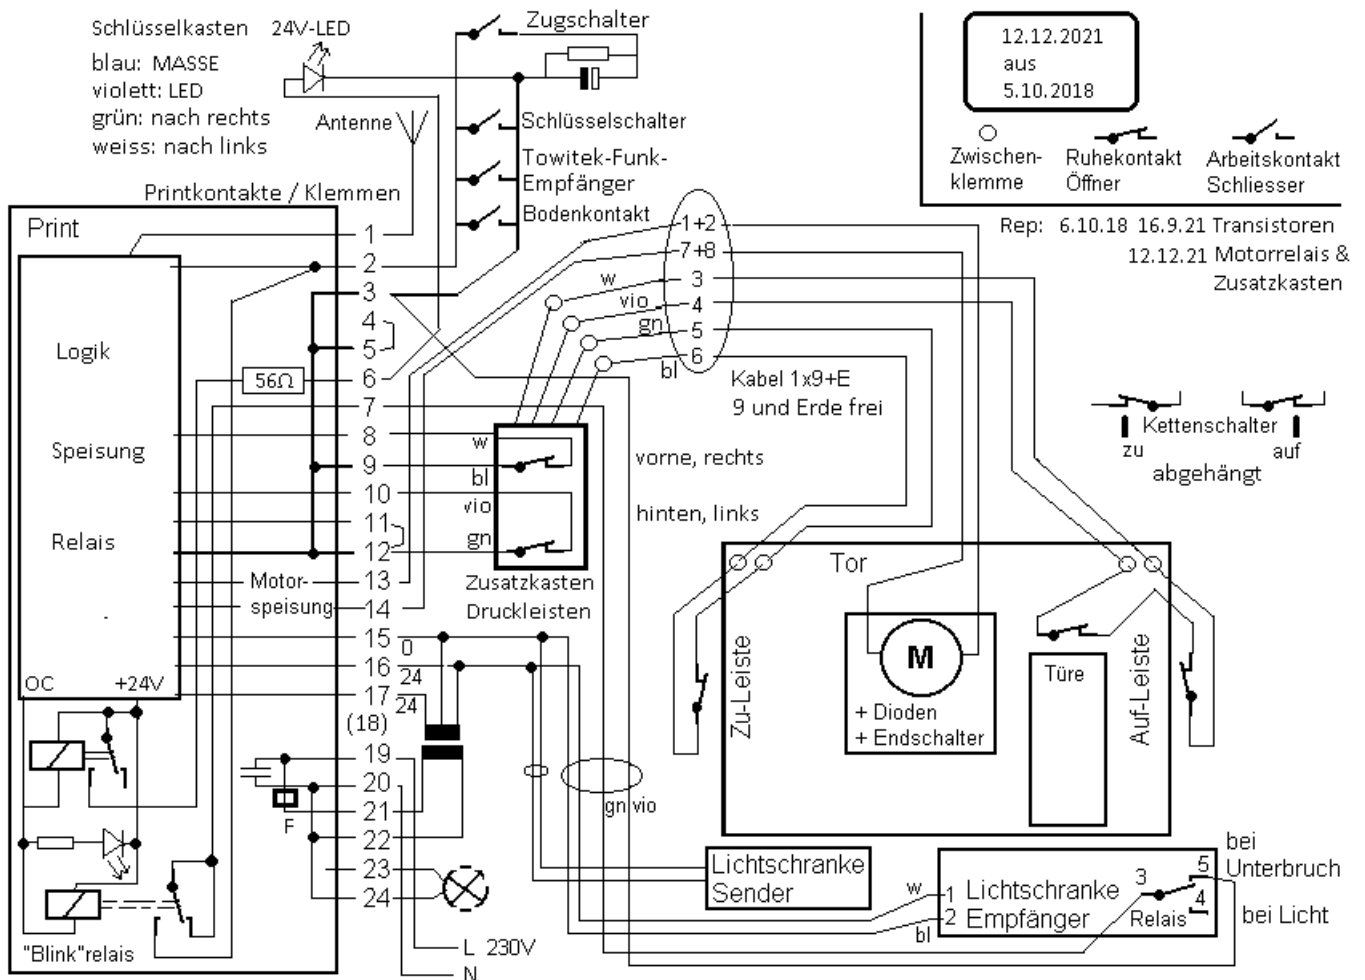 Schlüsselkasten 24V-LED
blau: MASSE
violett: LED
grün: nach rechts
weiss: nach links
Antenne
Zugschalter
Schlüsselschalter
Towitek-Funk-
Empfänger
Bodenkontakt
12.12.2021
aus
5.10.2018
Zwischen-
klemme
Ruhekontakt
Öffner
Arbeitskontakt
Schliesser
Rep: 6.10.18 16.9.21 Transistoren
12.12.21 Motorrelais &
Zusatzkasten
Printkontakte / Klemmen
Print
Logik
Speisung
Relais
OC +24V
56Ω
Motor-
speisung
"Blink"relais
1
2
3
4
5
6
7
8
9
10
11
12
13
14
15
0
16
24
17
24
(18)
19
20
21
22
23
24
F
L 230V
N
1+2
7+8
w
3
vio
4
gn
5
bl
6
Kabel 1x9+E
9 und Erde frei
w
bl
vio
gn
vorne, rechts
hinten, links
Zusatzkasten
Druckleisten
Kettenschalter
zu
auf
abgehängt
Tor
Zu-Leiste
M
+ Dioden
+ Endschalter
Türe
Auf-Leiste
gn vio
Lichtschranke
Sender
w
bl
1
2
Lichtschranke
Empfänger
3
5
4
Relais
bei
Unterbruch
bei Licht